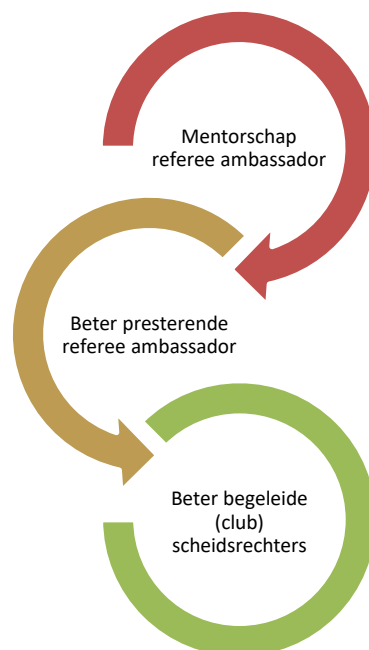 Mentorschap
referee ambassador
Beter presterende
referee ambassador
Beter begeleide
(club)
scheidsrechters